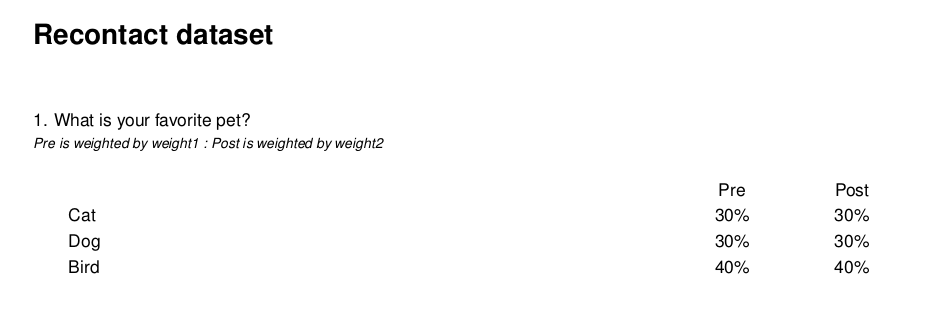 Recontact dataset
1. What is your favorite pet?
Pre is weighted by weight1 : Post is weighted by weight2
Pre Post
Cat 30% 30%
Dog 30% 30%
Bird 40% 40%